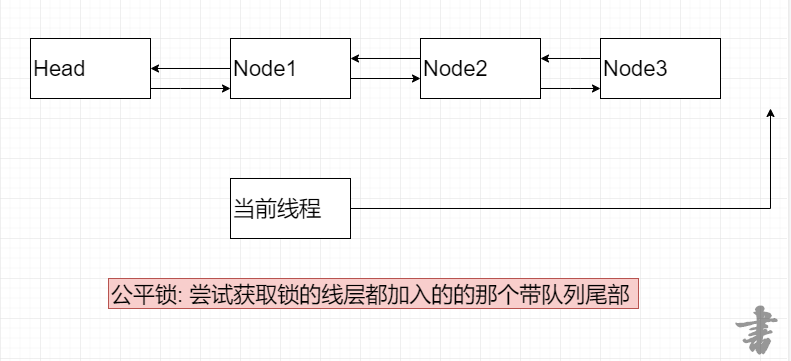 Head
Node1
Node2
Node3
当前线程
公平锁: 尝试获取锁的线层都加入的的那个带队列尾部
書